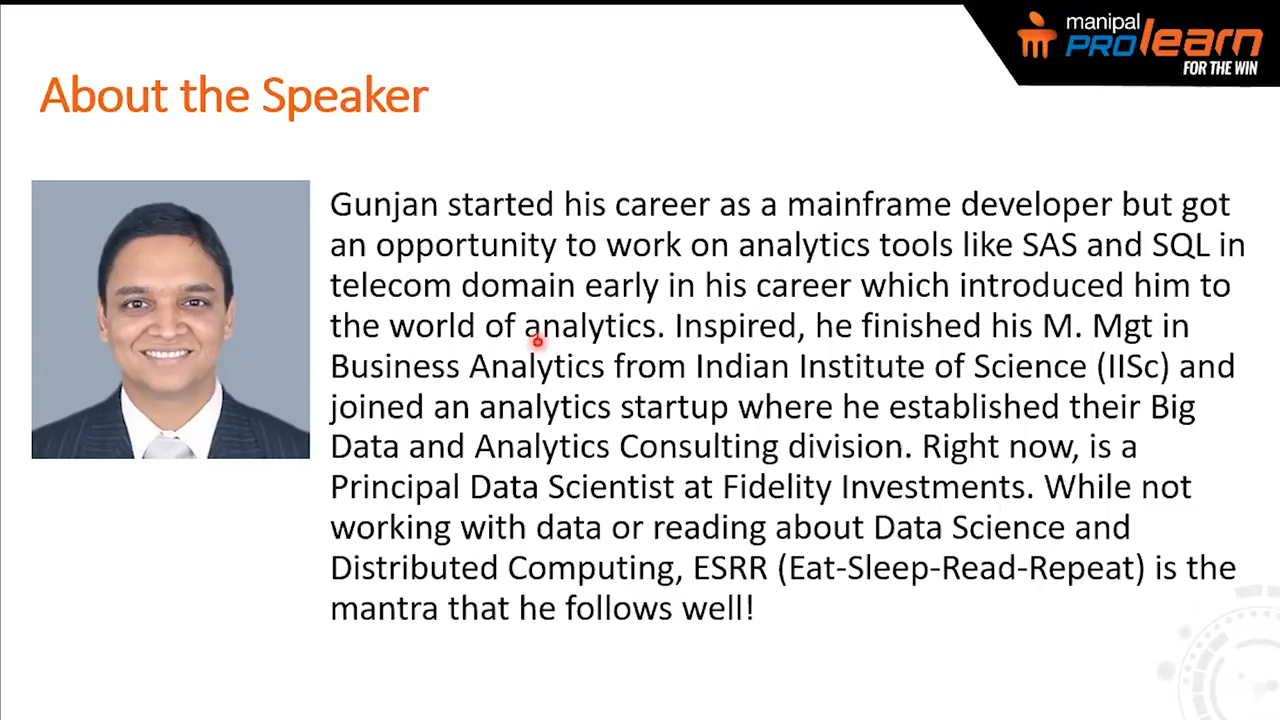 manipal
PROlearn
FOR THE WIN
About the Speaker
Gunjan started his career as a mainframe developer but got
an opportunity to work on analytics tools like SAS and SQL in
telecom domain early in his career which introduced him to
the world of analytics. Inspired, he finished his M. Mgt in
Business Analytics from Indian Institute of Science (IISc) and
joined an analytics startup where he established their Big
Data and Analytics Consulting division. Right now, is a
Principal Data Scientist at Fidelity Investments. While not
working with data or reading about Data Science and
Distributed Computing, ESRR (Eat-Sleep-Read-Repeat) is the
mantra that he follows well!